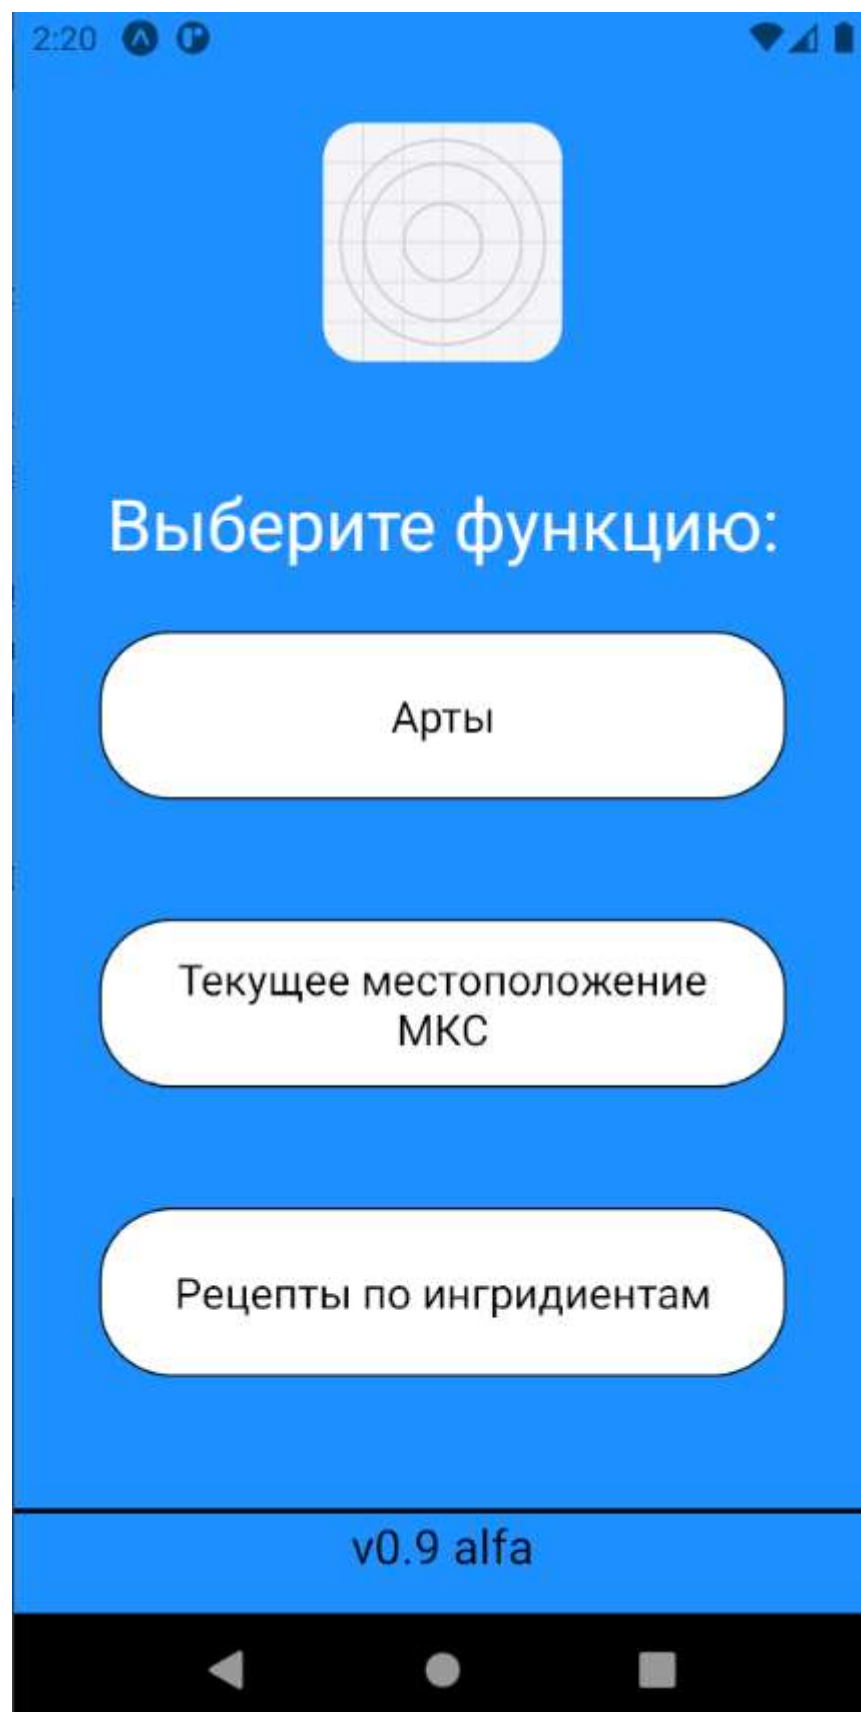 2:20
Выберите функцию:
Арты
Текущее местоположение
МКС
Рецепты по ингридиентам
v0.9 alfa